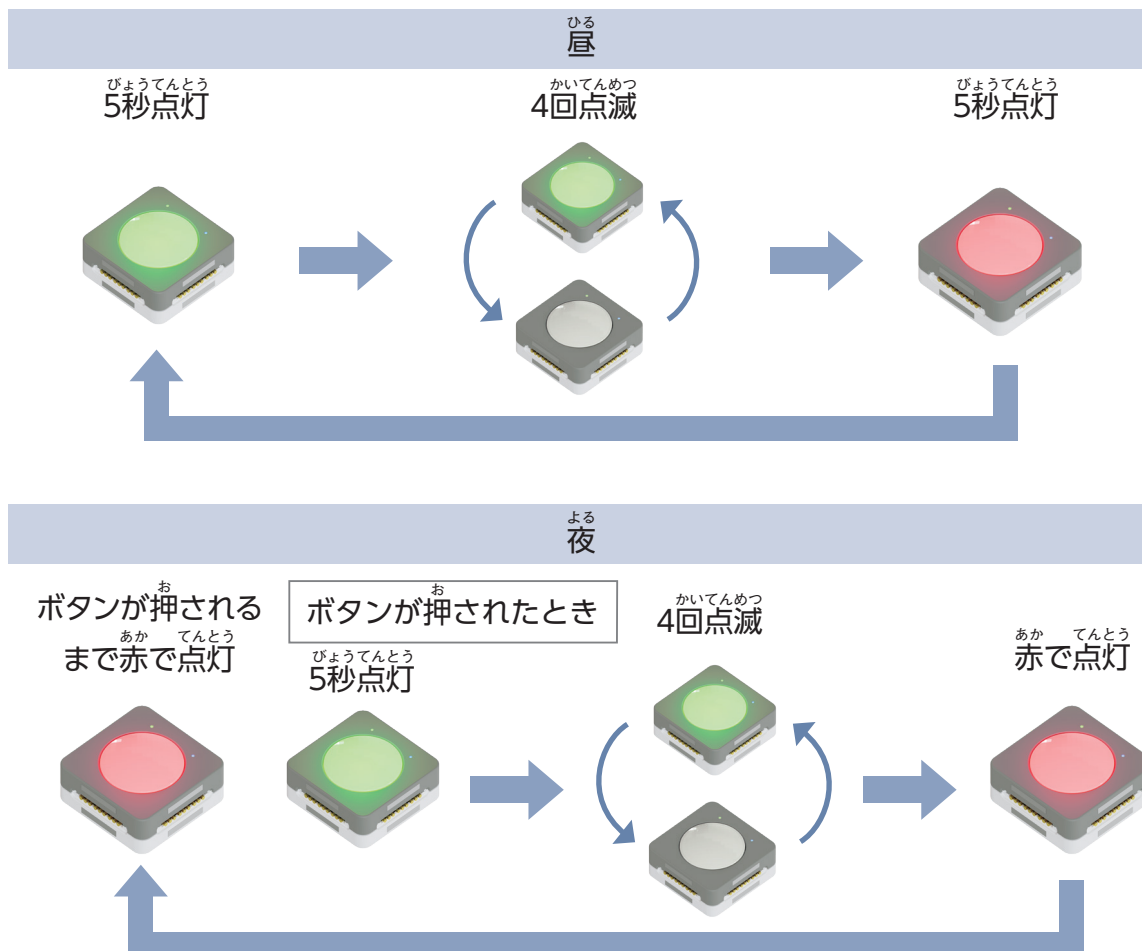 ひる
昼
びょうてんとう
5秒点灯
かいてんめつ
4回点滅
びょうてんとう
5秒点灯
よる
夜
お
ボタンが押される
あか てんとう
まで赤で点灯
お
ボタンが押されたとき
びょうてんとう
5秒点灯
かいてんめつ
4回点滅
あか てんとう
赤で点灯